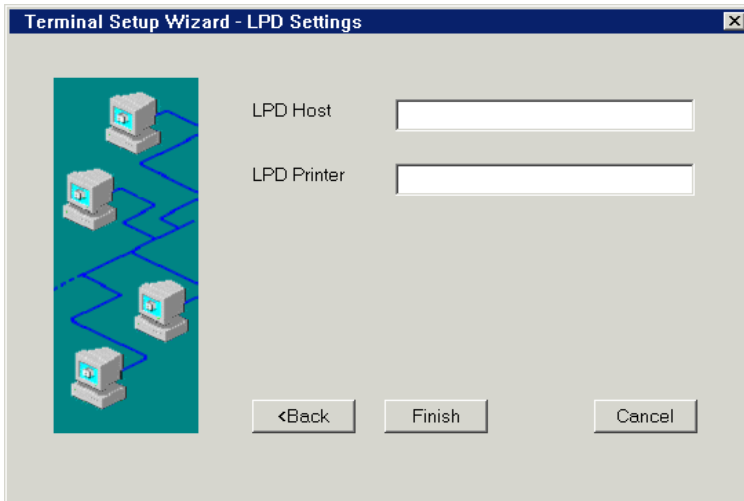 Terminal Setup Wizard - LPD Settings
LPD Host
LPD Printer
<Back
Finish
Cancel